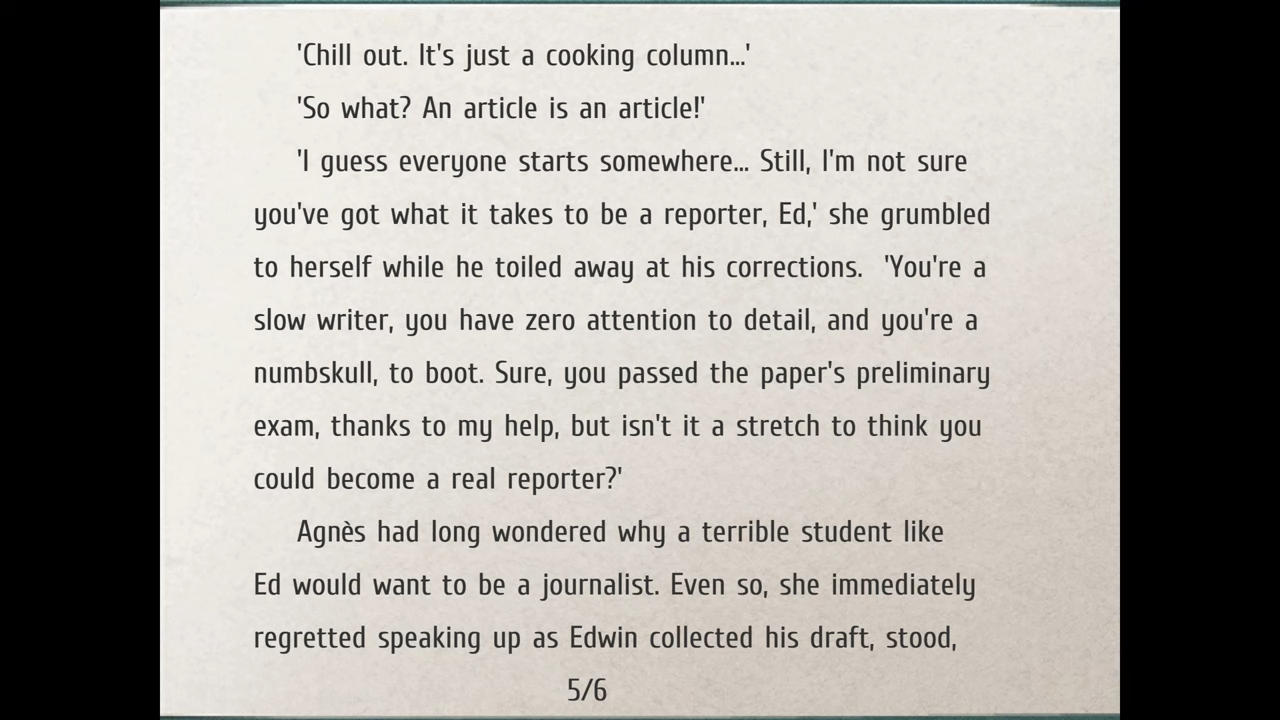 'Chill out. It's just a cooking column...'
'So what? An article is an article!'
'I guess everyone starts somewhere... Still, I'm not sure
you've got what it takes to be a reporter, Ed,' she grumbled
to herself while he toiled away at his corrections.  'You're a
slow writer, you have zero attention to detail, and you're a
numbskull, to boot. Sure, you passed the paper's preliminary
exam, thanks to my help, but isn't it a stretch to think you
could become a real reporter?'
Agnès had long wondered why a terrible student like
Ed would want to be a journalist. Even so, she immediately
regretted speaking up as Edwin collected his draft, stood,
5/6